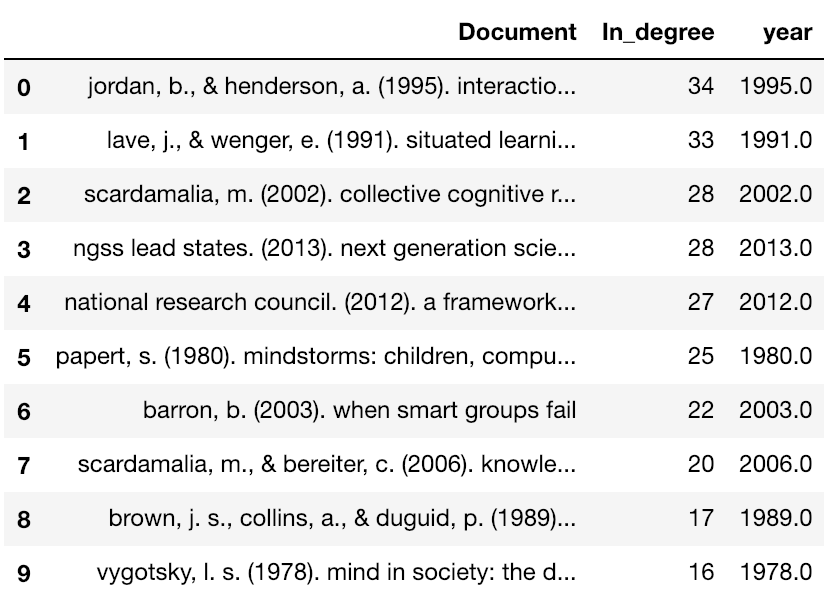 Document In_degree year
0 jordan, b., & henderson, a. (1995). interactio... 34 1995.0
1 lave, j., & wenger, e. (1991). situated learni... 33 1991.0
2 scardamalia, m. (2002). collective cognitive r... 28 2002.0
3 ngss lead states. (2013). next generation scie... 28 2013.0
4 national research council. (2012). a framework... 27 2012.0
5 papert, s. (1980). mindstorms: children, compu... 25 1980.0
6 barron, b. (2003). when smart groups fail 22 2003.0
7 scardamalia, m., & bereiter, c. (2006). knowle... 20 2006.0
8 brown, j. s., collins, a., & duguid, p. (1989)... 17 1989.0
9 vygotsky, l. s. (1978). mind in society: the d... 16 1978.0